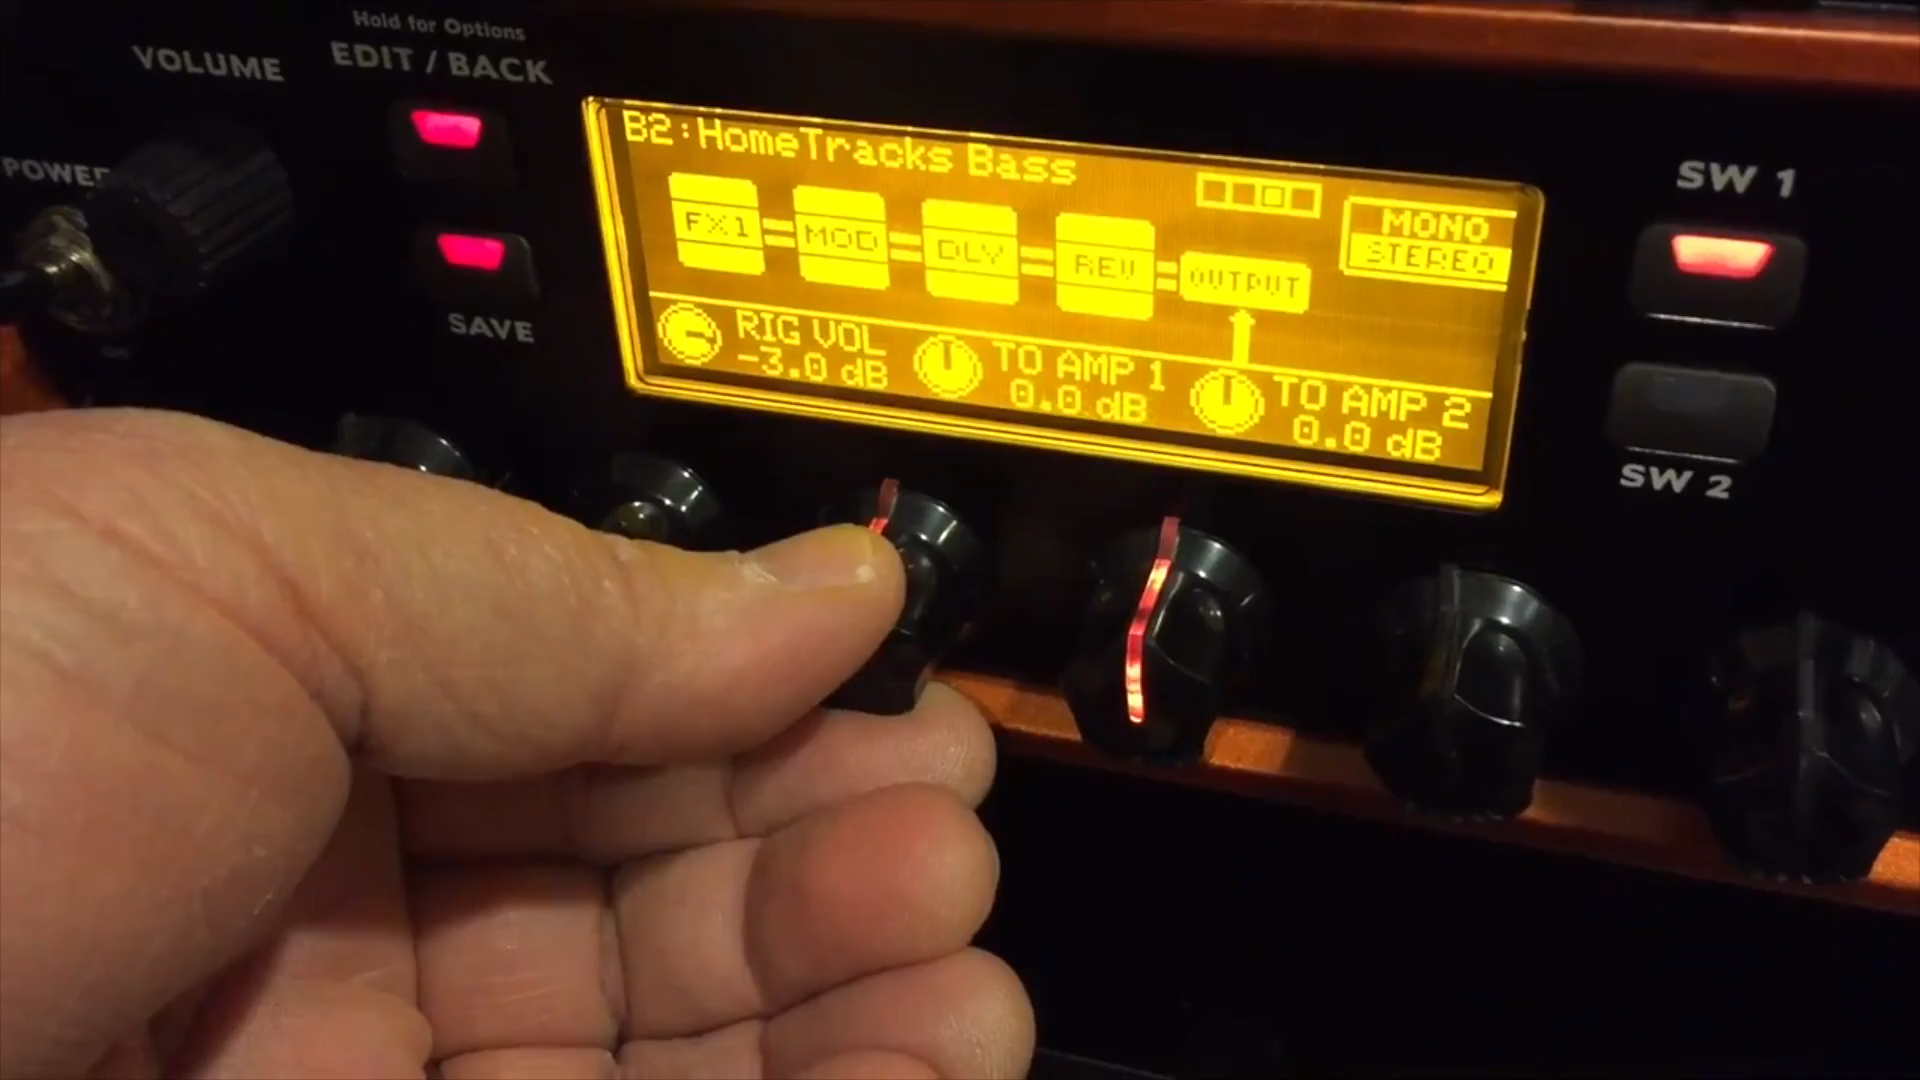 Hold for Options
EDIT / BACK
VOLUME
POWER
SAVE
B2:HomeTracks Bass
FX1
MOD
DLY
REV
OUTPUT
MONO
STEREO
RIG VOL
-3.0 dB
TO AMP 1
0.0 dB
TO AMP 2
0.0 dB
SW 1
SW 2